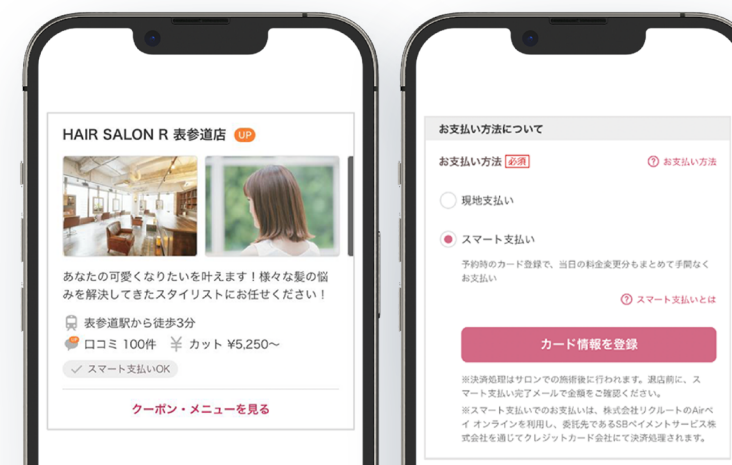 HAIR SALON R 表参道店 UP
あなたの可愛くなりたいを叶えます！様々な髪の悩
みを解決してきたスタイリストにお任せください！
表参道駅から徒歩3分
口コミ 100件 ¥ カット ¥5,250〜
スマート支払いOK
クーポン・メニューを見る
お支払い方法について
お支払い方法 必須 お支払い方法
現地支払い
スマート支払い
予約時のカード登録で、当日の料金変更分もまとめて手間なく
お支払い
スマート支払いとは
カード情報を登録
※決済処理はサロンでの施術後に行われます。退店前に、ス
マート支払い完了メールで金額をご確認ください。
※スマート支払いでのお支払いは、株式会社リクルートのAirペ
イ オンラインを利用し、委託先であるSBペイメントサービス株
式会社を通じてクレジットカード会社にて決済処理されます。